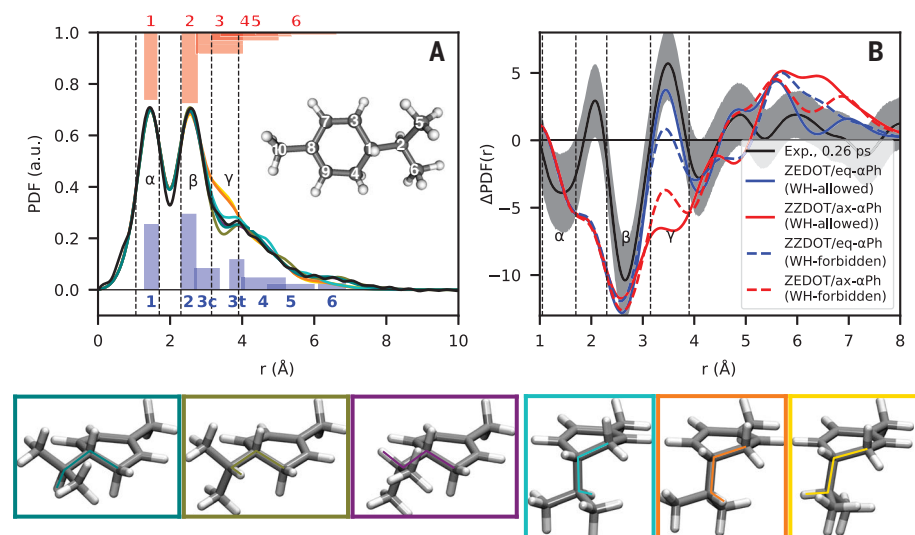 1 2 3 45 6
A
1.0
0.8
0.6
0.4
0.2
0.0
PDF (a.u.)
α β γ
7 3 5
10 8 2
9 4 6
1 2 3c 3t 4 5 6
0 2 4 6 8 10
r (Å)
B
5
0
−5
−10
ΔPDF(r)
α β γ
Exp., 0.26 ps
ZEDOT/eq-αPh
(WH-allowed)
ZZDOT/ax-αPh
(WH-allowed))
ZZDOT/eq-αPh
(WH-forbidden)
ZEDOT/ax-αPh
(WH-forbidden)
1 2 3 4 5 6 7 8
r (Å)